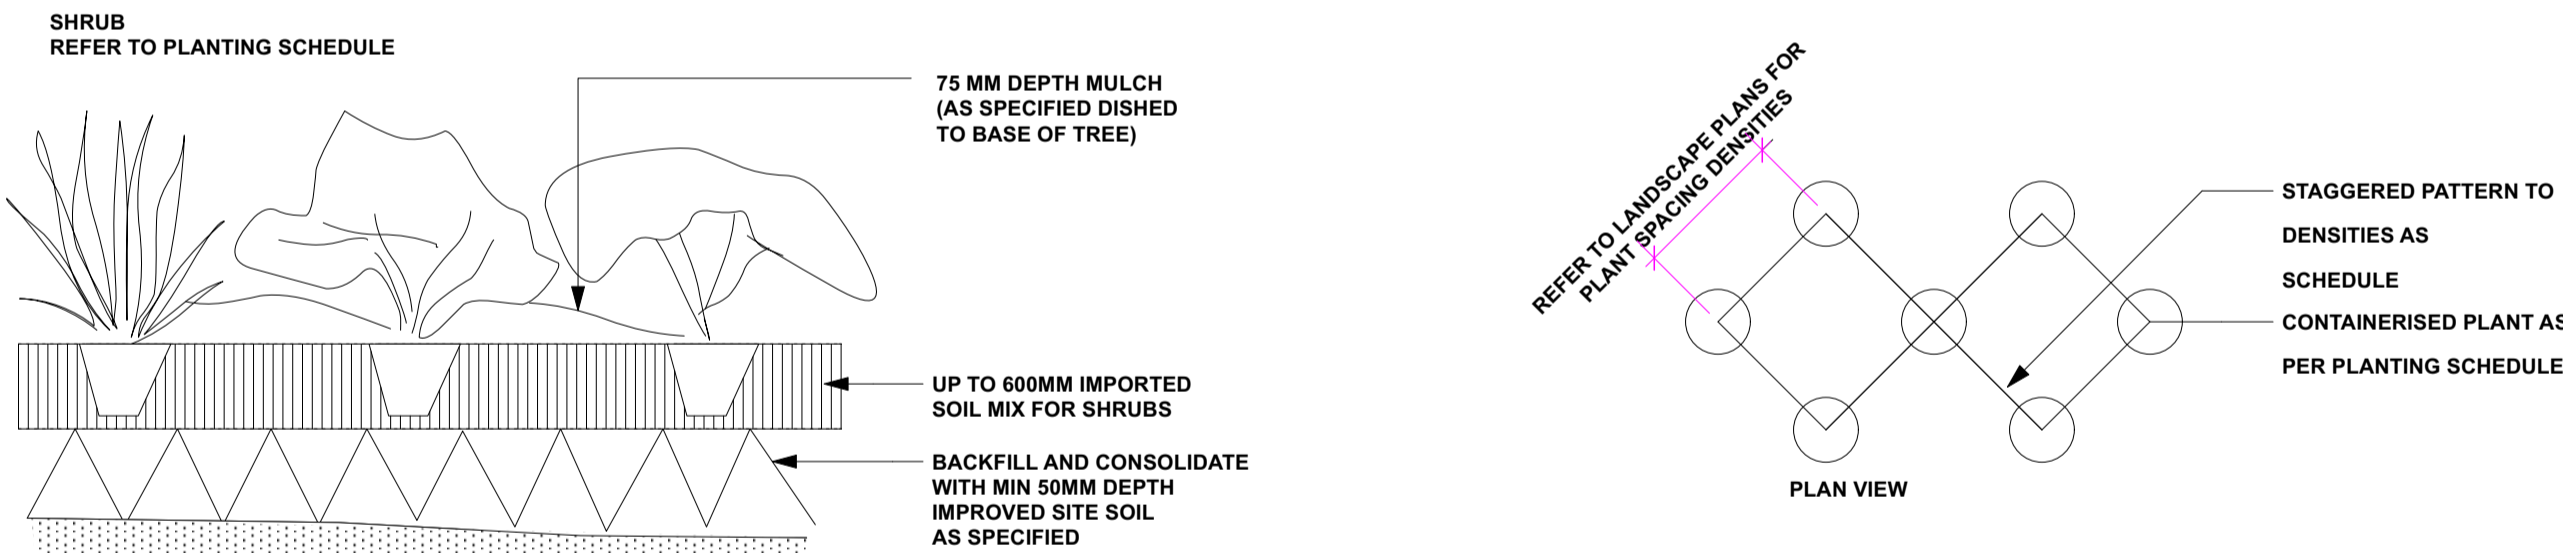 SHRUB
REFER TO PLANTING SCHEDULE
75 MM DEPTH MULCH
(AS SPECIFIED DISHED
TO BASE OF TREE)
UP TO 600MM IMPORTED
SOIL MIX FOR SHRUBS
BACKFILL AND CONSOLIDATE
WITH MIN 50MM DEPTH
IMPROVED SITE SOIL
AS SPECIFIED
REFER TO LANDSCAPE PLANS FOR
PLANT SPACING DENSITIES
STAGGERED PATTERN TO
DENSITIES AS
SCHEDULE
CONTAINERISED PLANT AS
PER PLANTING SCHEDULE
PLAN VIEW